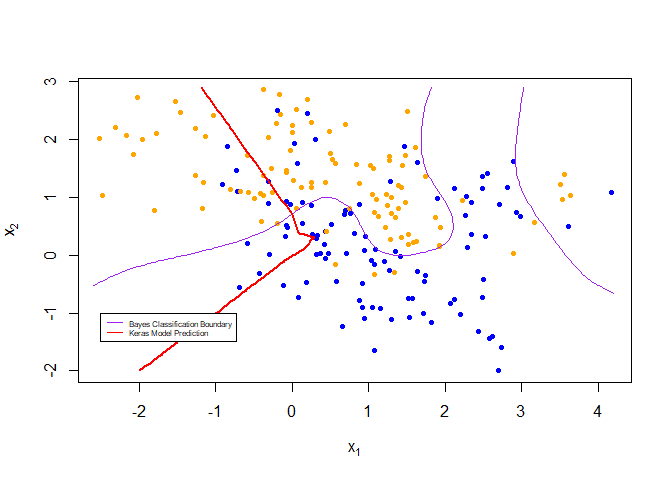 3
2
1
0
-1
-2
x2
Bayes Classification Boundary
Keras Model Prediction
-2 -1 0 1 2 3 4
x1